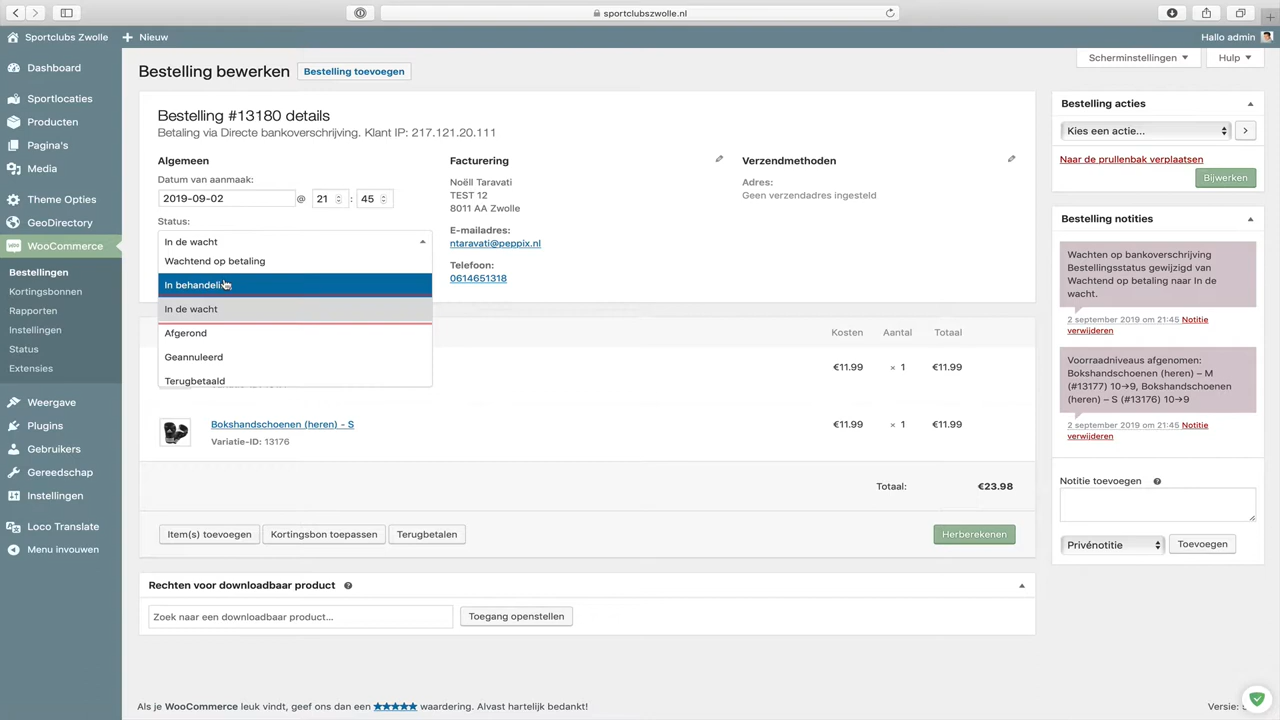 sportclubszwolle.nl
Sportclubs Zwolle
Nieuw
Hallo admin
Dashboard
Sportlocaties
Producten
Pagina's
Media
Theme Opties
GeoDirectory
WooCommerce
Bestellingen
Kortingsbonnen
Rapporten
Instellingen
Status
Extensies
Weergave
Plugins
Gebruikers
Gereedschap
Instellingen
Loco Translate
Menu invouwen
Scherminstellingen
Hulp
Bestelling bewerken
Bestelling toevoegen
Bestelling #13180 details
Betaling via Directe bankoverschrijving. Klant IP: 217.121.20.111
Algemeen
Datum van aanmaak:
2019-09-02 @ 21 : 45
Status:
In de wacht
Wachtend op betaling
In behandeling
In de wacht
Afgerond
Geannuleerd
Terugbetaald
Facturering
Noëll Taravati
TEST 12
8011 AA Zwolle
E-mailadres:
ntaravati@peppix.nl
Telefoon:
0614651318
Verzendmethoden
Adres:
Geen verzendadres ingesteld
Kosten Aantal Totaal
€11.99 × 1 €11.99
Bokshandschoenen (heren) - S €11.99 × 1 €11.99
Variatie-ID: 13176
Totaal: €23.98
Item(s) toevoegen
Kortingsbon toepassen
Terugbetalen
Herberekenen
Rechten voor downloadbaar product
Zoek naar een downloadbaar product...
Toegang openstellen
Bestelling acties
Kies een actie...
Naar de prullenbak verplaatsen
Bijwerken
Bestelling notities
Wachten op bankoverschrijving
Bestellingsstatus gewijzigd van
Wachtend op betaling naar In de
wacht.
2 september 2019 om 21:45 Notitie
verwijderen
Voorraadniveaus afgenomen:
Bokshandschoenen (heren) – M
(#13177) 10→9, Bokshandschoenen
(heren) – S (#13176) 10→9
2 september 2019 om 21:45 Notitie
verwijderen
Notitie toevoegen
Privénotitie
Toevoegen
Als je WooCommerce leuk vindt, geef ons dan een ★★★★★ waardering. Alvast hartelijk bedankt!
Versie: